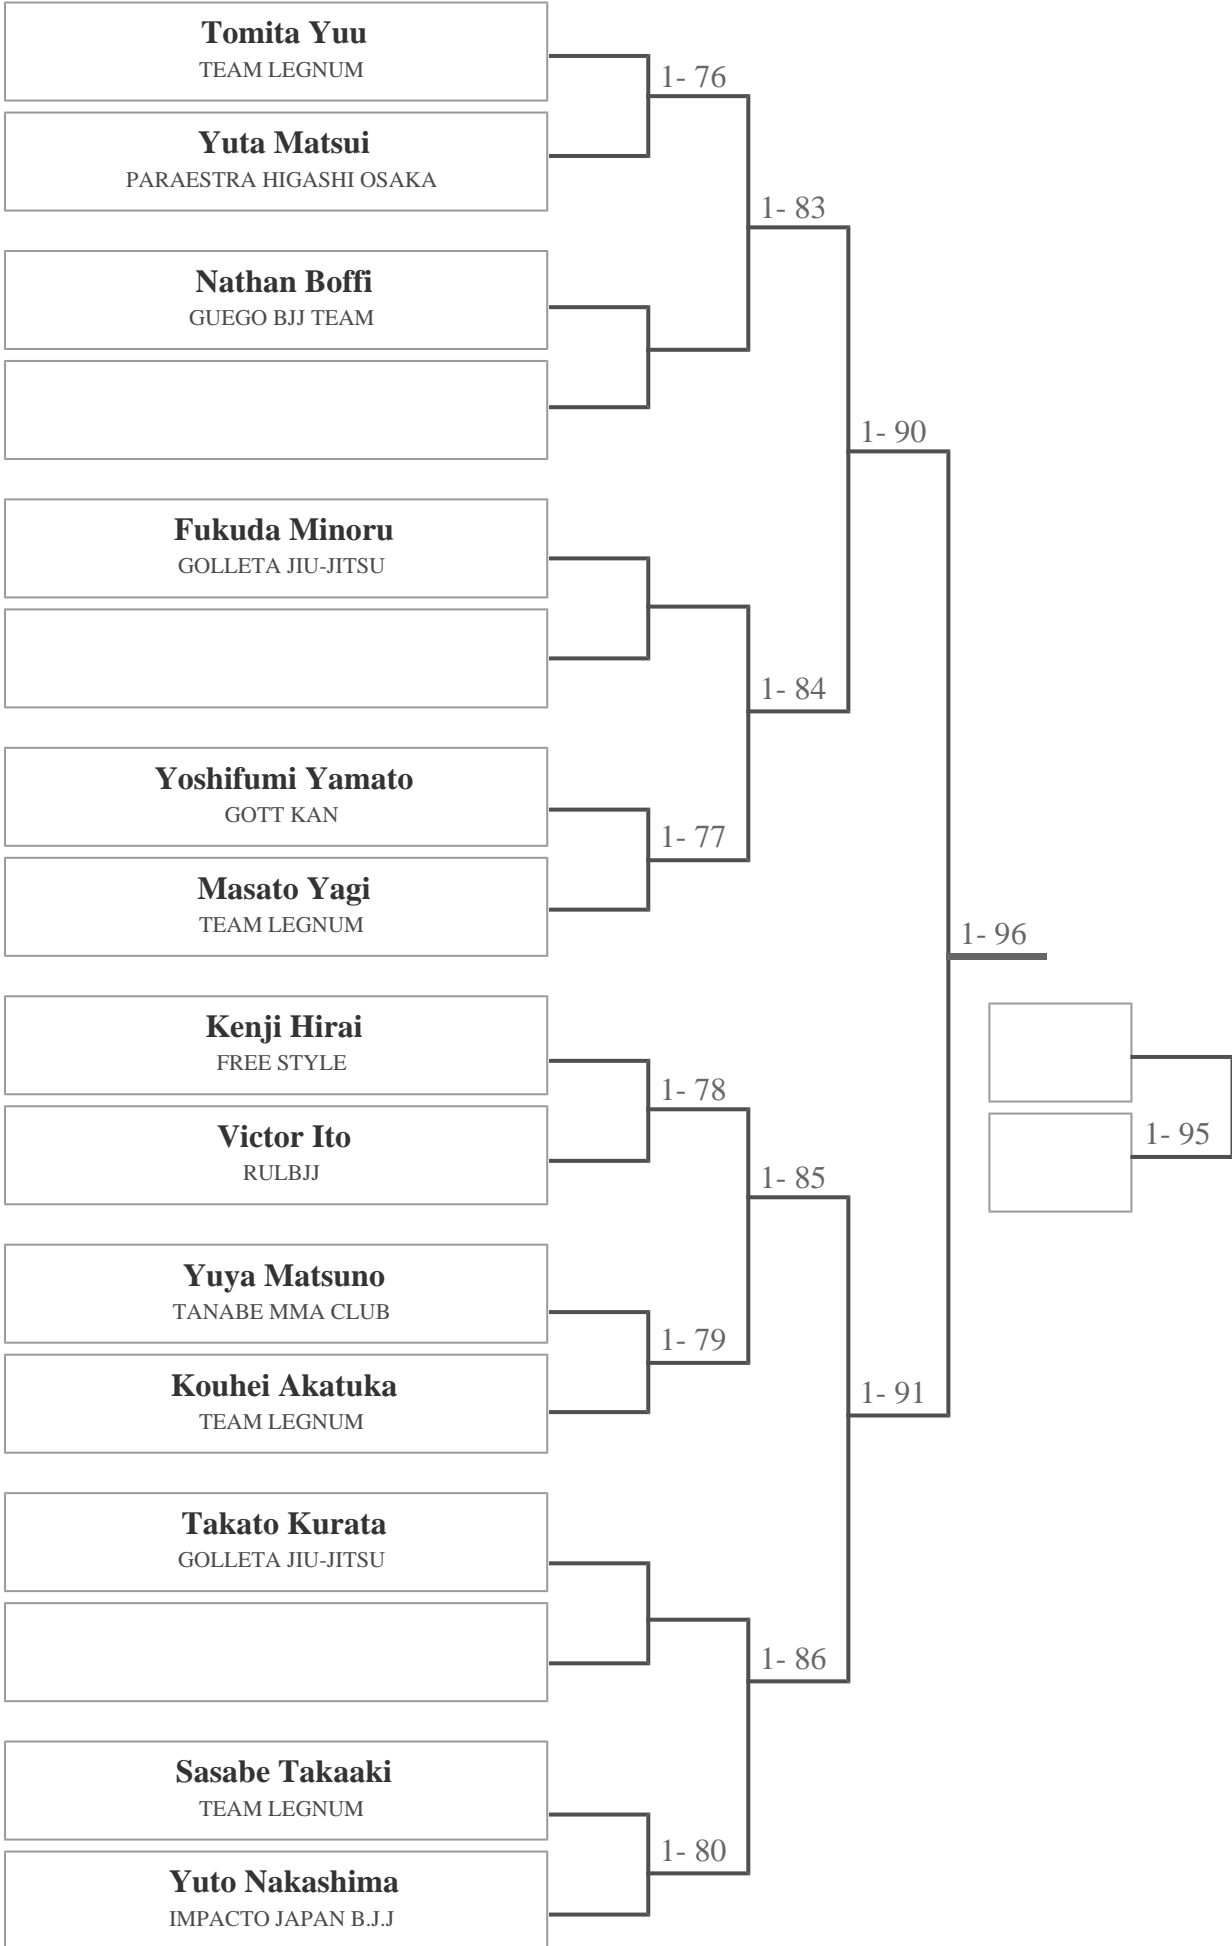 Tomita Yuu
TEAM LEGNUM
1- 76
Yuta Matsui
PARAESTRA HIGASHI OSAKA
1- 83
Nathan Boffi
GUEGO BJJ TEAM
1- 90
Fukuda Minoru
GOLLETA JIU-JITSU
1- 84
Yoshifumi Yamato
GOTT KAN
1- 77
Masato Yagi
TEAM LEGNUM
1- 96
Kenji Hirai
FREE STYLE
1- 78
Victor Ito
RULBJJ
1- 95
1- 85
Yuya Matsuno
TANABE MMA CLUB
1- 79
Kouhei Akatuka
TEAM LEGNUM
1- 91
Takato Kurata
GOLLETA JIU-JITSU
1- 86
Sasabe Takaaki
TEAM LEGNUM
1- 80
Yuto Nakashima
IMPACTO JAPAN B.J.J